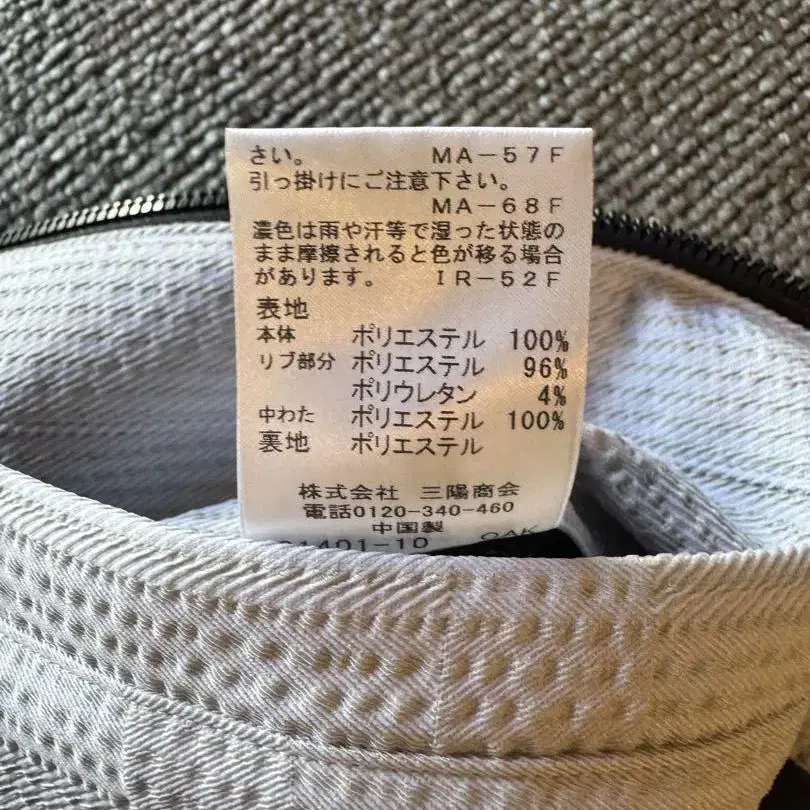 さい。 MA-57F
引っ掛けにご注意下さい。
MA-68F
濃色は雨や汗等で湿った状態の
まま摩擦されると色が移る場合
があります。 IR-52F
表地
本体 ポリエステル 100%
リブ部分 ポリエステル 96%
ポリウレタン 4%
中わた ポリエステル 100%
裏地 ポリエステル
株式会社 三陽商会
電話0120-340-460
中国製
1401-10 OAK